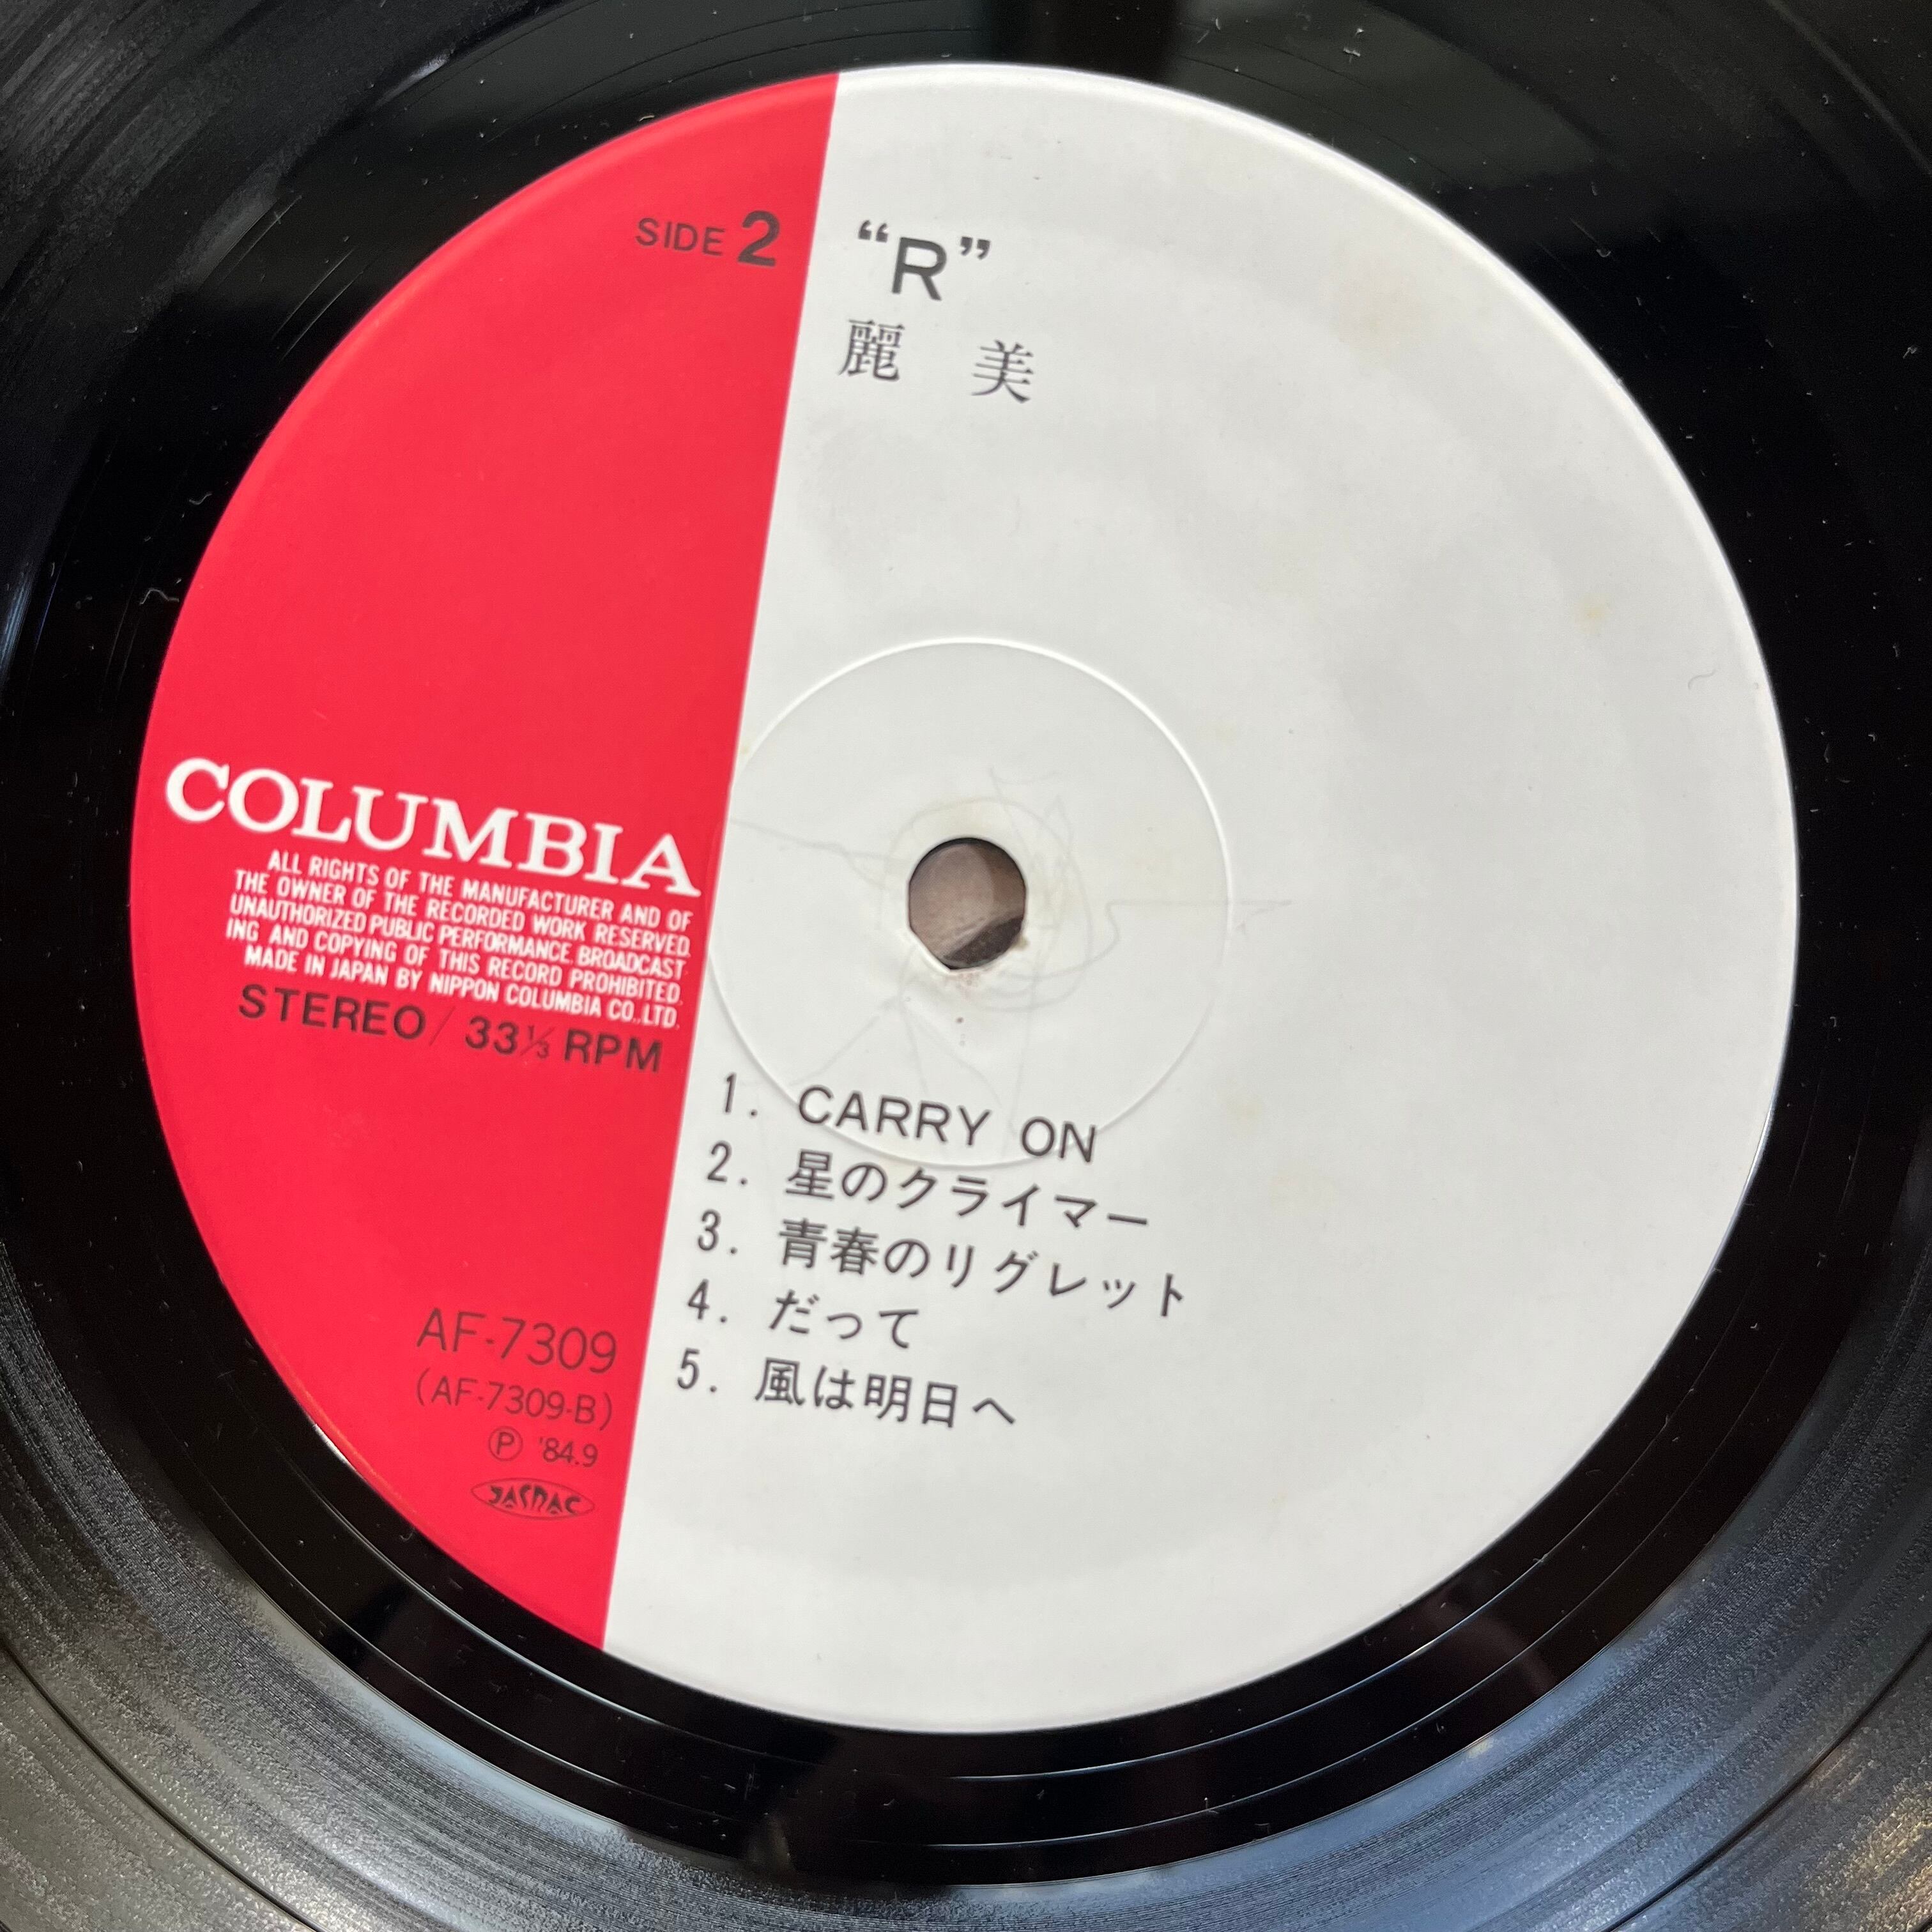 SIDE 2
“R”
麗 美
COLUMBIA
ALL RIGHTS OF THE MANUFACTURER AND OF
THE OWNER OF THE RECORDED WORK RESERVED.
UNAUTHORIZED PUBLIC PERFORMANCE. BROADCAST-
ING AND COPYING OF THIS RECORD PROHIBITED.
MADE IN JAPAN BY NIPPON COLUMBIA CO.,LTD.
STEREO/33⅓ RPM
1. CARRY ON
2. 星のクライマー
3. 青春のリグレット
4. だって
5. 風は明日へ
AF-7309
(AF-7309-B)
Ⓟ '84.9
JASRAC